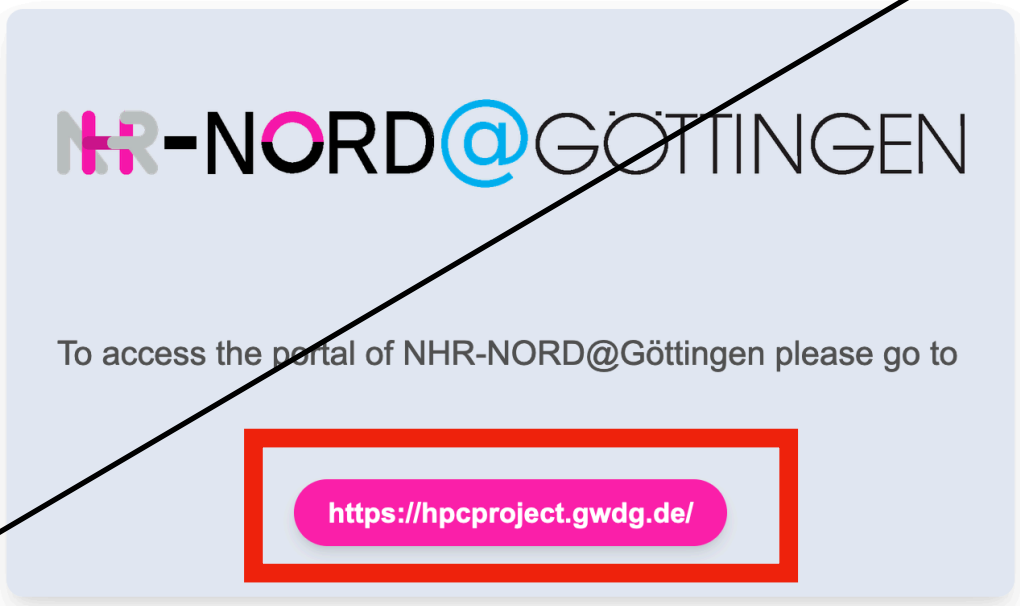 NHR-NORD@GÖTTINGEN
To access the portal of NHR-NORD@Göttingen please go to
https://hpcproject.gwdg.de/